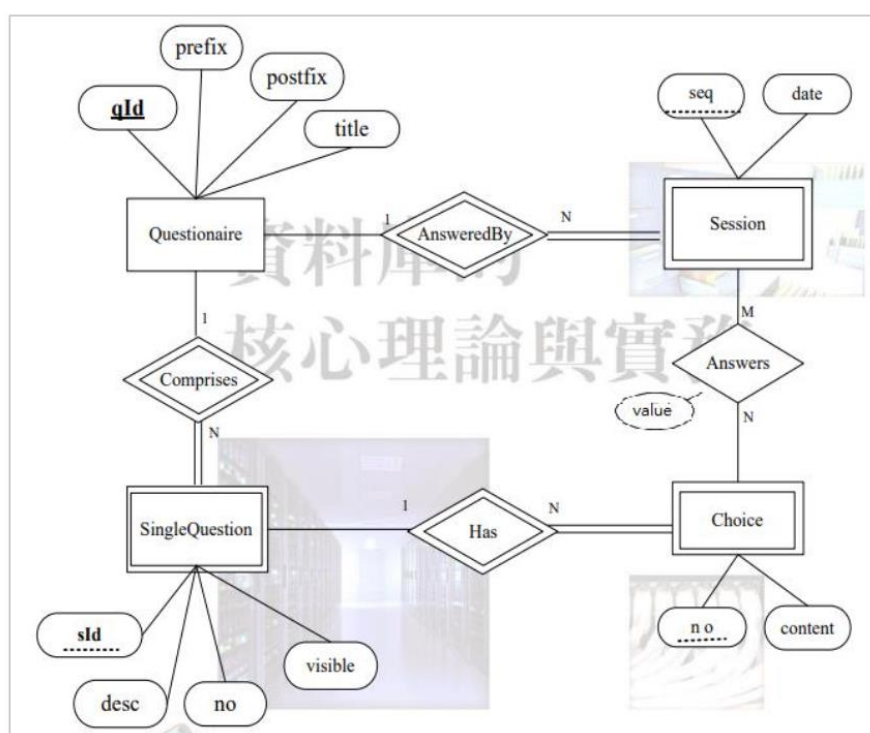 prefix
postfix
qId
title
seq
date
Questionaire
1
AnsweredBy
N
Session
資料庫的
核心理論與實務
1
M
Comprises
Answers
value
N
N
SingleQuestion
1
Has
N
Choice
sId
desc
no
visible
n o
content